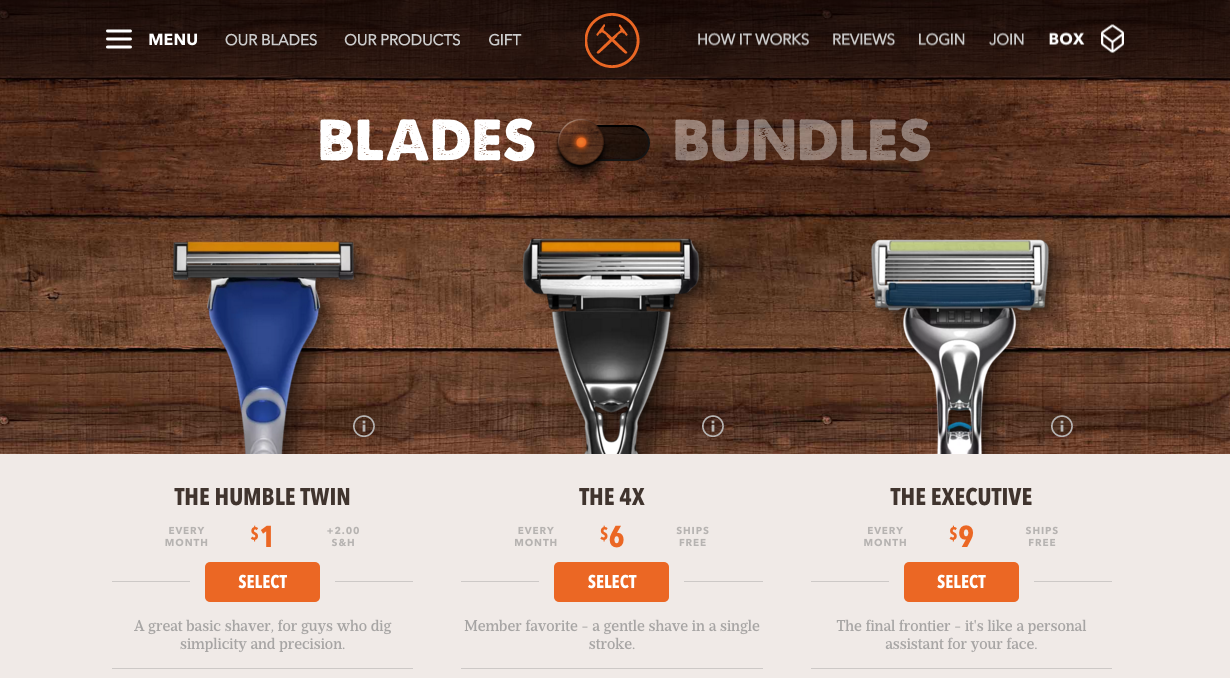 MENU OUR BLADES OUR PRODUCTS GIFT HOW IT WORKS REVIEWS LOGIN JOIN BOX
BLADES BUNDLES
THE HUMBLE TWIN
EVERY MONTH
$1
+2.00 S&H
SELECT
A great basic shaver, for guys who dig
simplicity and precision.
THE 4X
EVERY MONTH
$6
SHIPS FREE
SELECT
Member favorite – a gentle shave in a single
stroke.
THE EXECUTIVE
EVERY MONTH
$9
SHIPS FREE
SELECT
The final frontier – it's like a personal
assistant for your face.